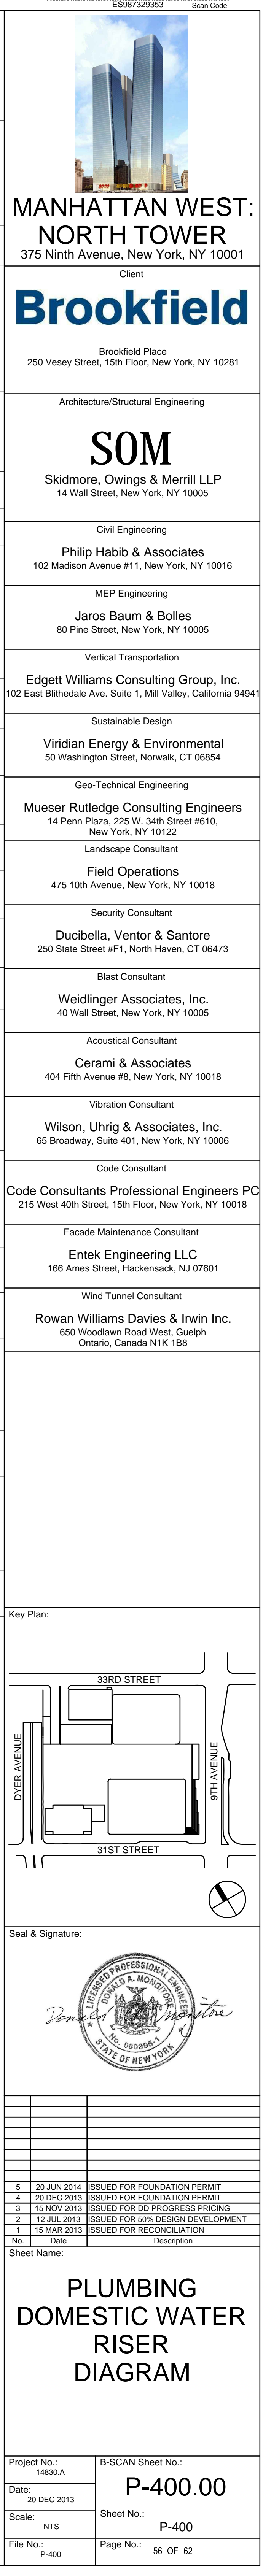 ES987329353 Scan Code
MANHATTAN WEST:
NORTH TOWER
375 Ninth Avenue, New York, NY 10001
Client
Brookfield
Brookfield Place
250 Vesey Street, 15th Floor, New York, NY 10281
Architecture/Structural Engineering
SOM
Skidmore, Owings & Merrill LLP
14 Wall Street, New York, NY 10005
Civil Engineering
Philip Habib & Associates
102 Madison Avenue #11, New York, NY 10016
MEP Engineering
Jaros Baum & Bolles
80 Pine Street, New York, NY 10005
Vertical Transportation
Edgett Williams Consulting Group, Inc.
102 East Blithedale Ave. Suite 1, Mill Valley, California 94941
Sustainable Design
Viridian Energy & Environmental
50 Washington Street, Norwalk, CT 06854
Geo-Technical Engineering
Mueser Rutledge Consulting Engineers
14 Penn Plaza, 225 W. 34th Street #610,
New York, NY 10122
Landscape Consultant
Field Operations
475 10th Avenue, New York, NY 10018
Security Consultant
Ducibella, Ventor & Santore
250 State Street #F1, North Haven, CT 06473
Blast Consultant
Weidlinger Associates, Inc.
40 Wall Street, New York, NY 10005
Acoustical Consultant
Cerami & Associates
404 Fifth Avenue #8, New York, NY 10018
Vibration Consultant
Wilson, Uhrig & Associates, Inc.
65 Broadway, Suite 401, New York, NY 10006
Code Consultant
Code Consultants Professional Engineers PC
215 West 40th Street, 15th Floor, New York, NY 10018
Facade Maintenance Consultant
Entek Engineering LLC
166 Ames Street, Hackensack, NJ 07601
Wind Tunnel Consultant
Rowan Williams Davies & Irwin Inc.
650 Woodlawn Road West, Guelph
Ontario, Canada N1K 1B8
Key Plan:
33RD STREET
DYER AVENUE
9TH AVENUE
31ST STREET
Seal & Signature:
LICENSED PROFESSIONAL ENGINEER
DONALD A. MONGITOR
No. 060395-1
STATE OF NEW YORK
5 20 JUN 2014 ISSUED FOR FOUNDATION PERMIT
4 20 DEC 2013 ISSUED FOR FOUNDATION PERMIT
3 15 NOV 2013 ISSUED FOR DD PROGRESS PRICING
2 12 JUL 2013 ISSUED FOR 50% DESIGN DEVELOPMENT
1 15 MAR 2013 ISSUED FOR RECONCILIATION
No. Date Description
Sheet Name:
PLUMBING
DOMESTIC WATER
RISER
DIAGRAM
Project No.:
14830.A
Date:
20 DEC 2013
Scale:
NTS
File No.:
P-400
B-SCAN Sheet No.:
P-400.00
Sheet No.:
P-400
Page No.: 56 OF 62